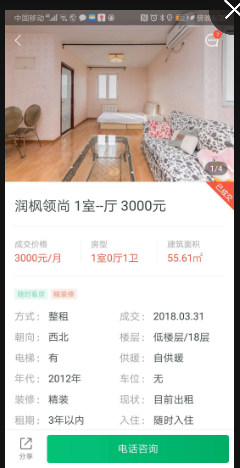 中国移动
1/4
已成交
润枫领尚 1室--厅 3000元
成交价格 房型 建筑面积
3000元/月 1室0厅1卫 55.61㎡
随时看房 精装修
方式： 整租 成交： 2018.03.31
朝向： 西北 楼层： 低楼层/18层
电梯： 有 供暖： 自供暖
年代： 2012年 车位： 无
装修： 精装 现状： 目前出租
租期： 3年以内 入住： 随时入住
分享 电话咨询